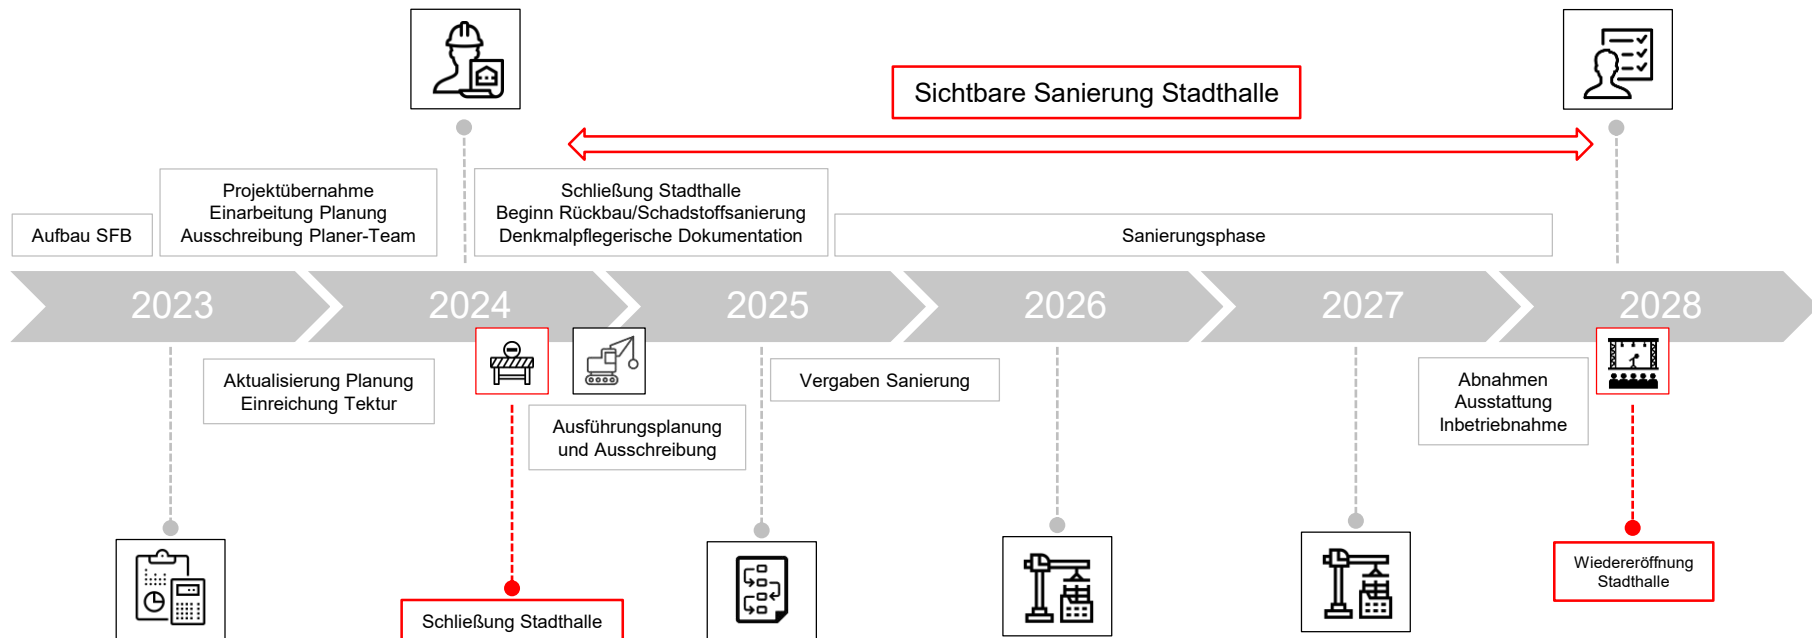 Sichtbare Sanierung Stadthalle
Aufbau SFB
Projektübernahme
Einarbeitung Planung
Ausschreibung Planer-Team
Schließung Stadthalle
Beginn Rückbau/Schadstoffsanierung
Denkmalpflegerische Dokumentation
Sanierungsphase
2023
2024
2025
2026
2027
2028
Aktualisierung Planung
Einreichung Tektur
Ausführungsplanung
und Ausschreibung
Vergaben Sanierung
Abnahmen
Ausstattung
Inbetriebnahme
Schließung Stadthalle
Wiedereröffnung
Stadthalle